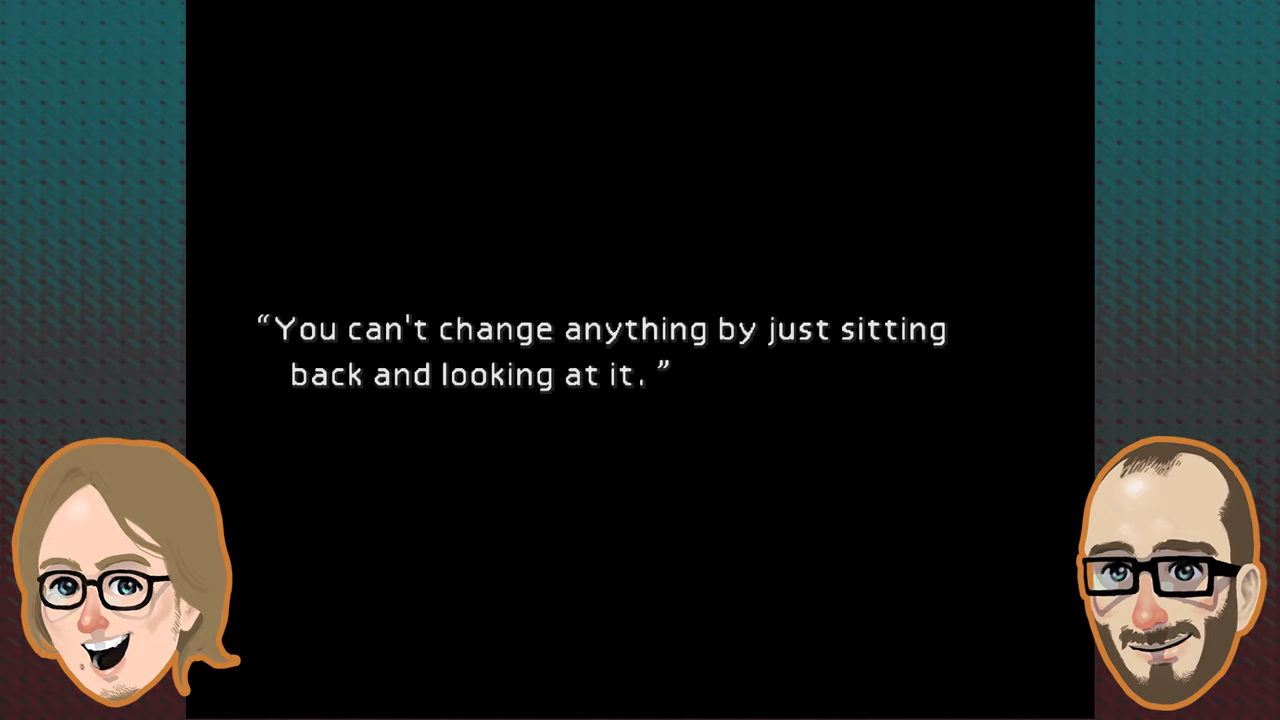 “You can't change anything by just sitting
back and looking at it. ”